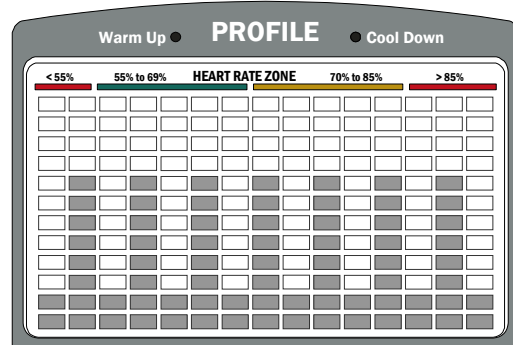 Warm Up PROFILE Cool Down
< 55% 55% to 69% HEART RATE ZONE 70% to 85% > 85%